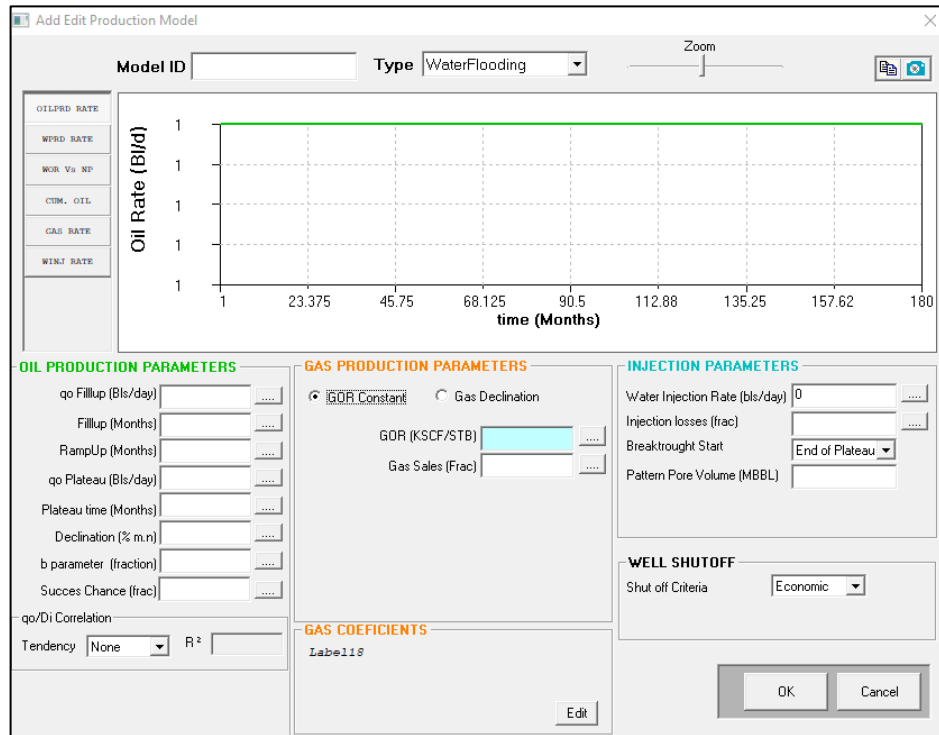 Add Edit Production Model
Model ID
Type WaterFlooding
Zoom
OILPRD RATE
WPRD RATE
WOR Vs NP
CUM. OIL
GAS RATE
WINJ RATE
Oil Rate (Bl/d)
1
1
1
1
1
1 23.375 45.75 68.125 90.5 112.88 135.25 157.62 180
time (Months)
OIL PRODUCTION PARAMETERS
qo Fillup (Bls/day) ....
Filllup (Months) ....
RampUp (Months) ....
qo Plateau (Bls/day) ....
Plateau time (Months) ....
Declination (% m.n) ....
b parameter (fraction) ....
Succes Chance (frac) ....
qo/Di Correlation
Tendency None R²
GAS PRODUCTION PARAMETERS
GOR Constant Gas Declination
GOR (KSCF/STB) ....
Gas Sales (Frac) ....
GAS COEFICIENTS
Label18
Edit
INJECTION PARAMETERS
Water Injection Rate (bls/day) 0 ....
Injection losses (frac) ....
Breaktrought Start End of Plateau
Pattern Pore Volume (MBBL)
WELL SHUTOFF
Shut off Criteria Economic
OK Cancel